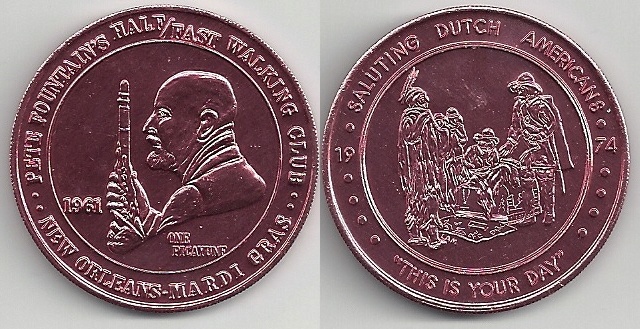 PETE FOUNTAIN'S HALF/FAST WALKING CLUB
1961
ONE
PICAYUNE
NEW ORLEANS-MARDI GRAS
SALUTING DUTCH AMERICANS
19 74
"THIS IS YOUR DAY"